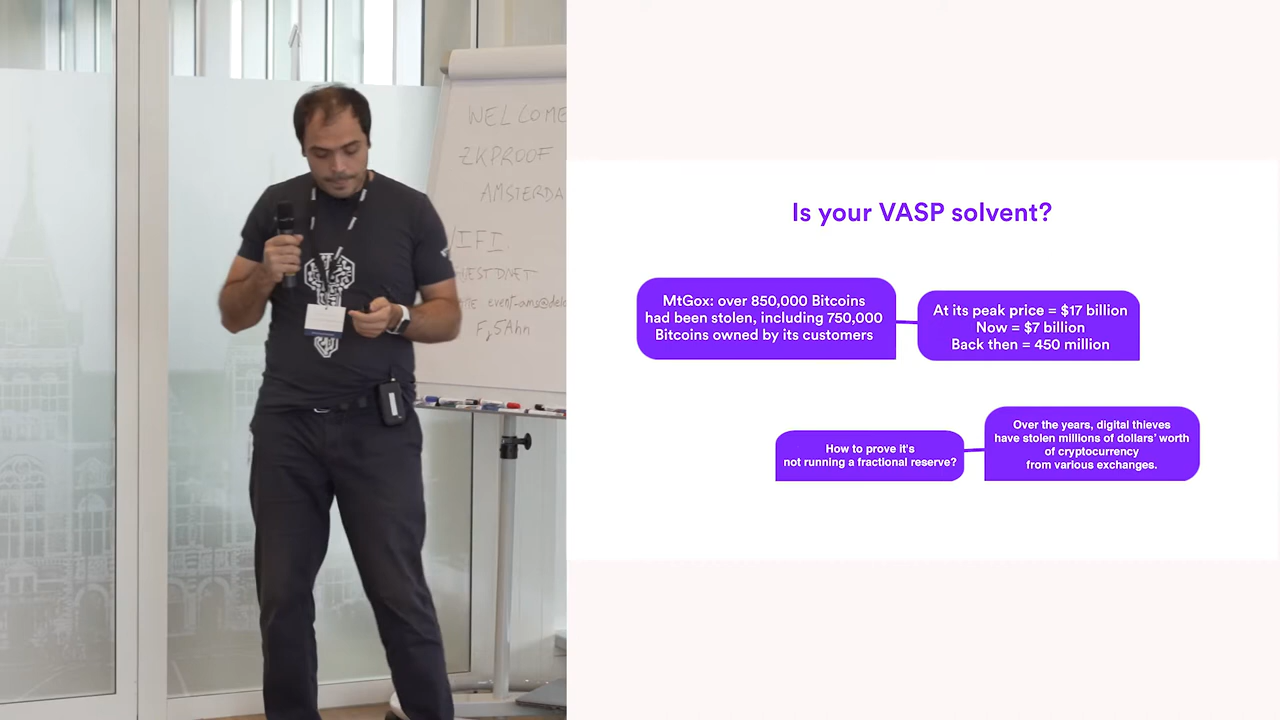 WELCOME
ZKPROOF
AMSTERDA
IFI.
event-ams@
Is your VASP solvent?
MtGox: over 850,000 Bitcoins
had been stolen, including 750,000
Bitcoins owned by its customers
At its peak price = $17 billion
Now = $7 billion
Back then = 450 million
How to prove it's
not running a fractional reserve?
Over the years, digital thieves
have stolen millions of dollars' worth
of cryptocurrency
from various exchanges.